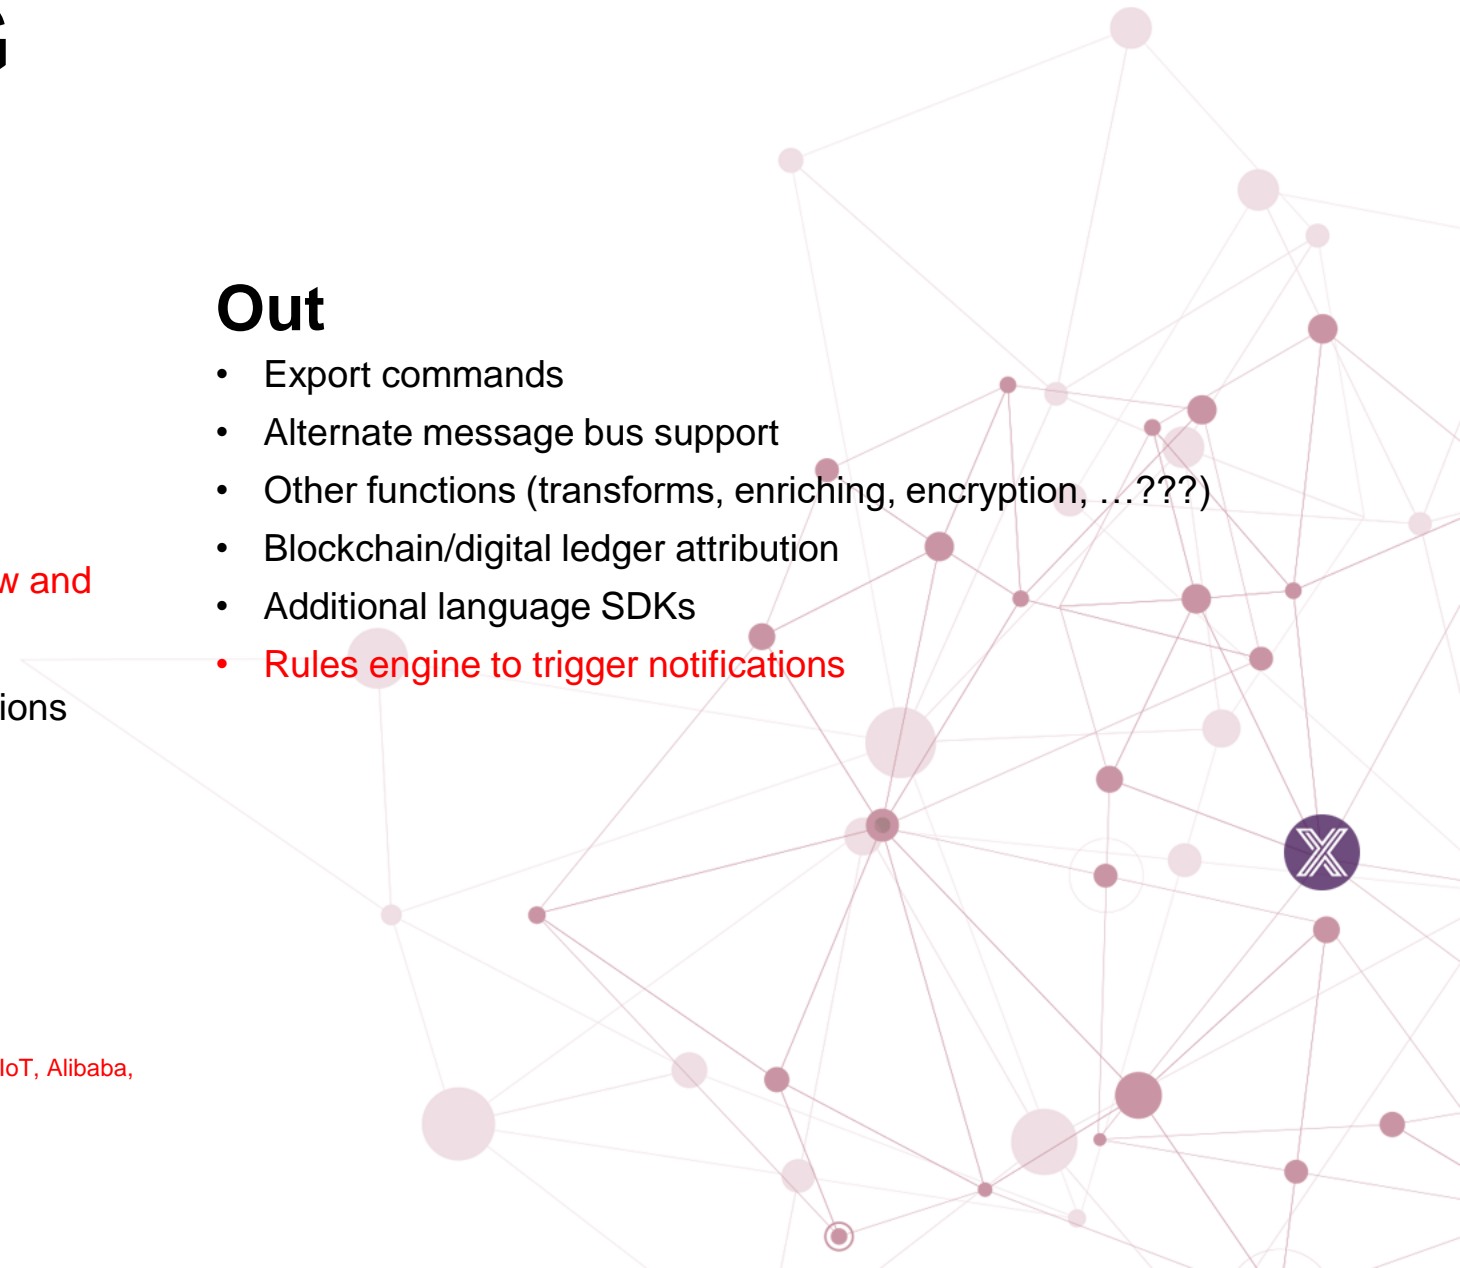 G
Out
• Export commands
• Alternate message bus support
• Other functions (transforms, enriching, encryption, …???)
• Blockchain/digital ledger attribution
• Additional language SDKs
• Rules engine to trigger notifications
w and
ions
IoT, Alibaba,